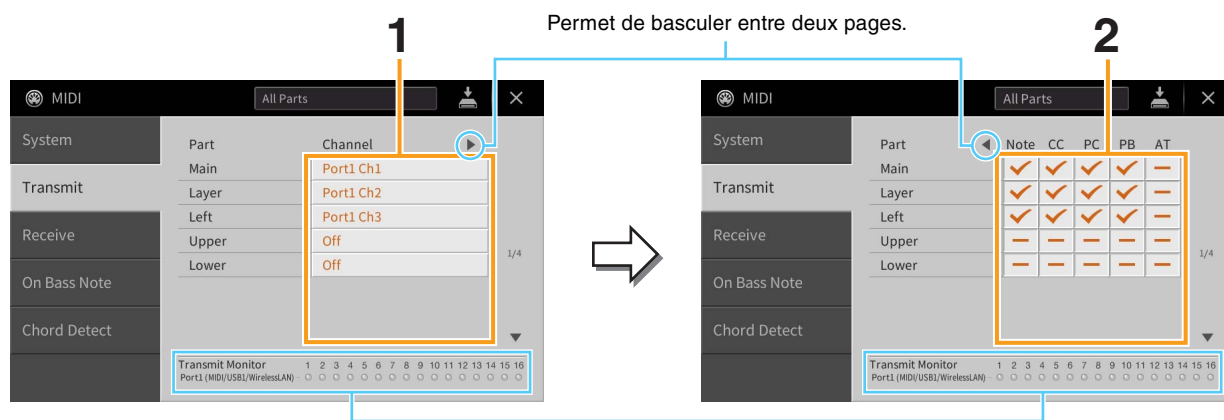 Permet de basculer entre deux pages.
1
2
MIDI
All Parts
System
Transmit
Receive
On Bass Note
Chord Detect
Part Channel
Main Port1 Ch1
Layer Port1 Ch2
Left Port1 Ch3
Upper Off
Lower Off
1/4
Transmit Monitor 1 2 3 4 5 6 7 8 9 10 11 12 13 14 15 16
Port1 (MIDI/USB1/WirelessLAN)
MIDI
All Parts
System
Transmit
Receive
On Bass Note
Chord Detect
Part Note CC PC PB AT
Main
Layer
Left
Upper
Lower
1/4
Transmit Monitor 1 2 3 4 5 6 7 8 9 10 11 12 13 14 15 16
Port1 (MIDI/USB1/WirelessLAN)